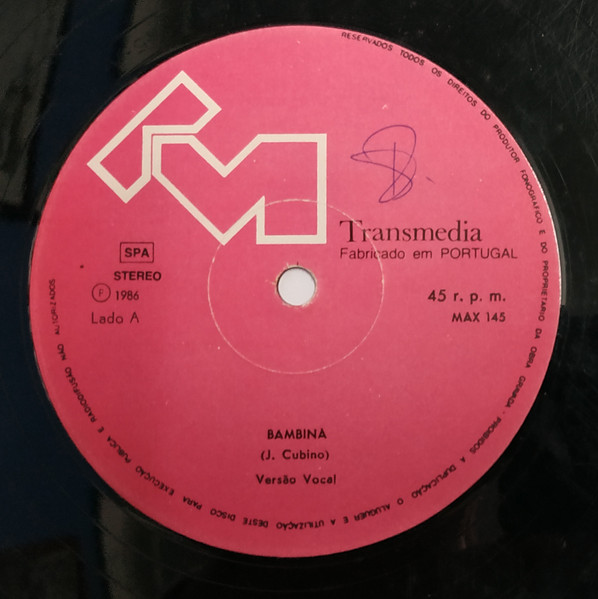 RESERVADOS TODOS OS DIREITOS DO PRODUTOR FONOGRÁFICO E DO PROPRIETÁRIO DA OBRA GRAVADA - PROIBIDOS A DUPLICAÇÃO O ALUGUER E A UTILIZAÇÃO DESTE DISCO PARA EXECUÇÃO PÚBLICA E RADIODIFUSÃO NÃO AUTORIZADOS
Transmedia
Fabricado em PORTUGAL
SPA
STEREO
Ⓕ 1986
Lado A
45 r. p. m.
MAX 145
BAMBINA
(J. Cubino)
Versão Vocal